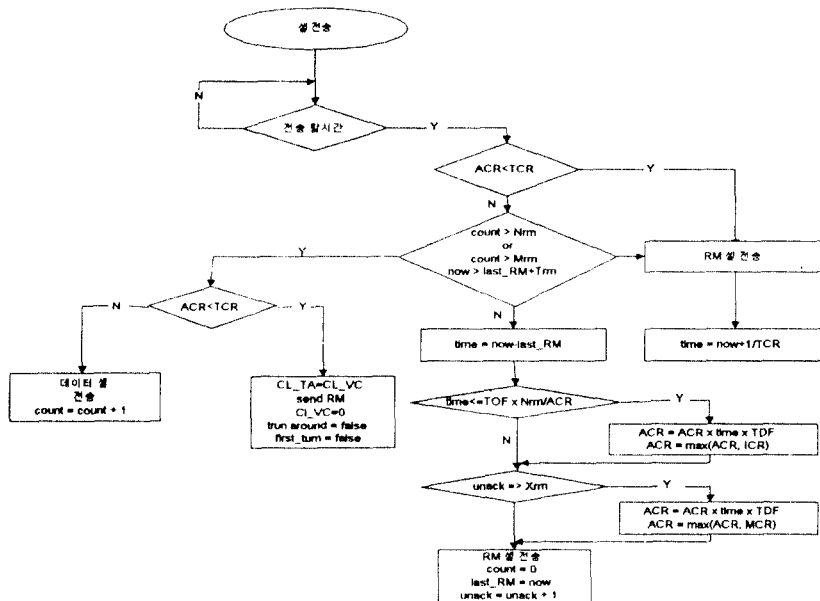 셀 전송
N
전송 할시간
Y
ACR<TCR
Y
N
count > Nrm
or
count > Mrm
now > last_RM+Trm
Y
RM 셀 전송
N
ACR<TCR
Y
N
time = now-last_RM
time = now+1/TCR
데이터 셀
전송
count = count + 1
CL_TA=CL_VC
send RM
CI_VC=0
trun around = false
first_turn = false
time<=TOF x Nrm/ACR
Y
N
ACR = ACR x time x TDF
ACR = max(ACR, ICR)
unack => Xrm
Y
ACR = ACR x time x TDF
ACR = max(ACR, MCR)
RM 셀 전송
count = 0
last_RM = now
unack = unack + 1